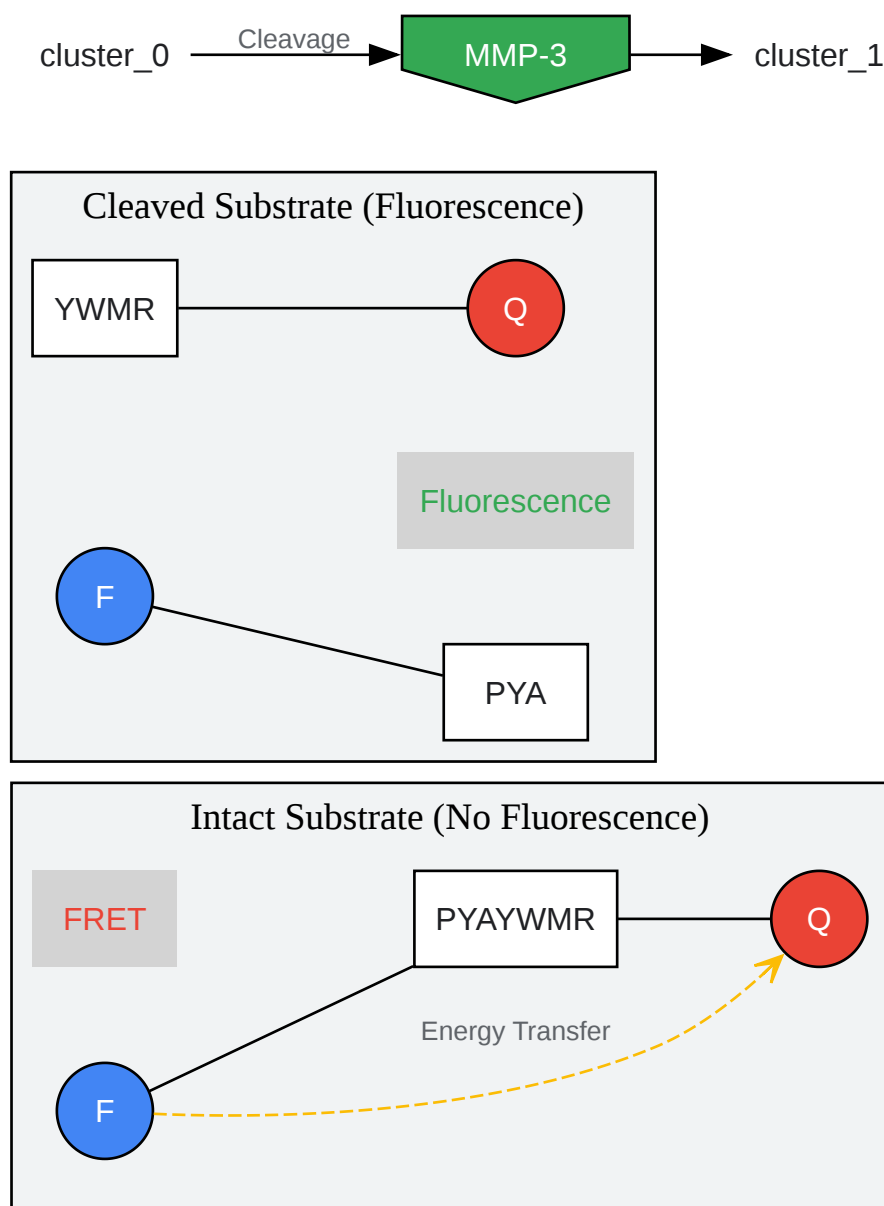 cluster_0
Cleavage
MMP-3
cluster_1
Cleaved Substrate (Fluorescence)
YWMR
Q
Fluorescence
F
PYA
Intact Substrate (No Fluorescence)
FRET
PYAYWMR
Q
Energy Transfer
F